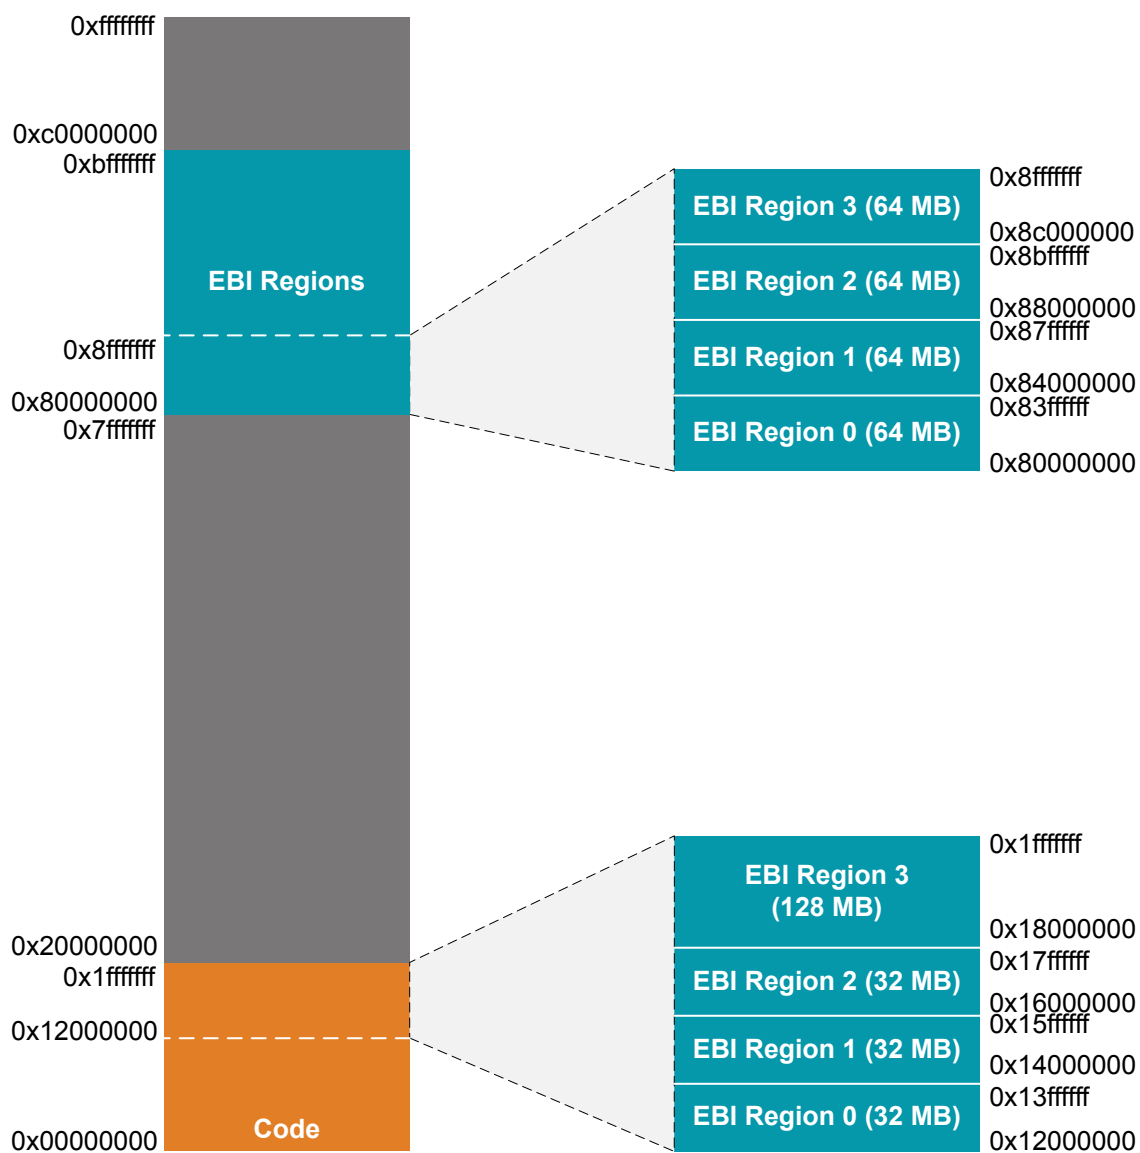 0xffffffff
0xc0000000
0xbfffffff
EBI Regions
0x8fffffff
0x80000000
0x7fffffff
0x20000000
0x1fffffff
0x12000000
Code
0x00000000
EBI Region 3 (64 MB)
0x8fffffff
0x8c000000
EBI Region 2 (64 MB)
0x8bffffff
0x88000000
EBI Region 1 (64 MB)
0x87ffffff
0x84000000
EBI Region 0 (64 MB)
0x83ffffff
0x80000000
EBI Region 3
(128 MB)
0x1fffffff
0x18000000
EBI Region 2 (32 MB)
0x17ffffff
0x16000000
EBI Region 1 (32 MB)
0x15ffffff
0x14000000
EBI Region 0 (32 MB)
0x13ffffff
0x12000000